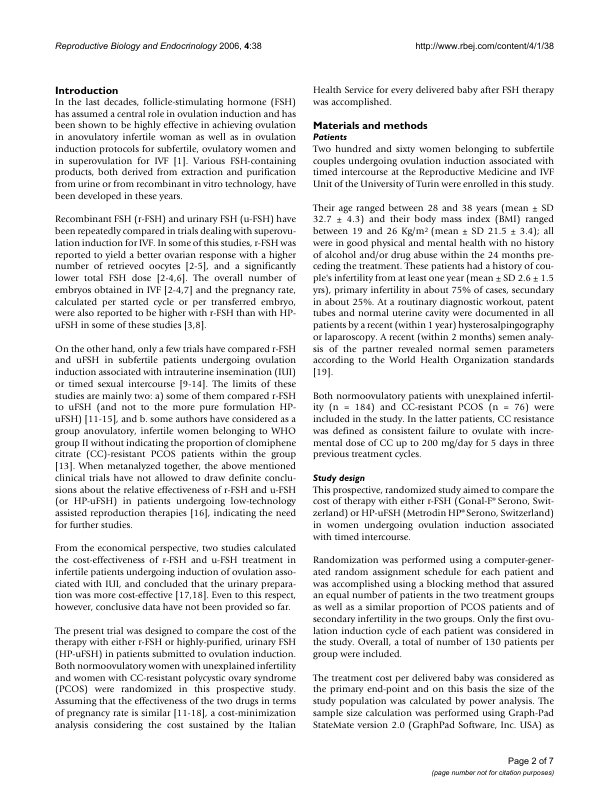 Reproductive Biology and Endocrinology 2006, 4:38
http://www.rbej.com/content/4/1/38
Introduction
In the last decades, follicle-stimulating hormone (FSH)
has assumed a central role in ovulation induction and has
been shown to be highly effective in achieving ovulation
in anovulatory infertile woman as well as in ovulation
induction protocols for subfertile, ovulatory women and
in superovulation for IVF [1]. Various FSH-containing
products, both derived from extraction and purification
from urine or from recombinant in vitro technology, have
been developed in these years.
Recombinant FSH (r-FSH) and urinary FSH (u-FSH) have
been repeatedly compared in trials dealing with superovu-
lation induction for IVF. In some of this studies, r-FSH was
reported to yield a better ovarian response with a higher
number of retrieved oocytes [2-5], and a significantly
lower total FSH dose [2-4,6]. The overall number of
embryos obtained in IVF [2-4,7] and the pregnancy rate,
calculated per started cycle or per transferred embryo,
were also reported to be higher with r-FSH than with HP-
uFSH in some of these studies [3,8].
On the other hand, only a few trials have compared r-FSH
and uFSH in subfertile patients undergoing ovulation
induction associated with intrauterine insemination (IUI)
or timed sexual intercourse [9-14]. The limits of these
studies are mainly two: a) some of them compared r-FSH
to uFSH (and not to the more pure formulation HP-
uFSH) [11-15], and b. some authors have considered as a
group anovulatory, infertile women belonging to WHO
group II without indicating the proportion of clomiphene
citrate (CC)-resistant PCOS patients within the group
[13]. When metanalyzed together, the above mentioned
clinical trials have not allowed to draw definite conclu-
sions about the relative effectiveness of r-FSH and u-FSH
(or HP-uFSH) in patients undergoing low-technology
assisted reproduction therapies [16], indicating the need
for further studies.
From the economical perspective, two studies calculated
the cost-effectiveness of r-FSH and u-FSH treatment in
infertile patients undergoing induction of ovulation asso-
ciated with IUI, and concluded that the urinary prepara-
tion was more cost-effective [17,18]. Even to this respect,
however, conclusive data have not been provided so far.
The present trial was designed to compare the cost of the
therapy with either r-FSH or highly-purified, urinary FSH
(HP-uFSH) in patients submitted to ovulation induction.
Both normoovulatory women with unexplained infertility
and women with CC-resistant polycystic ovary syndrome
(PCOS) were randomized in this prospective study.
Assuming that the effectiveness of the two drugs in terms
of pregnancy rate is similar [11-18], a cost-minimization
analysis considering the cost sustained by the Italian
Health Service for every delivered baby after FSH therapy
was accomplished.
Materials and methods
Patients
Two hundred and sixty women belonging to subfertile
couples undergoing ovulation induction associated with
timed intercourse at the Reproductive Medicine and IVF
Unit of the University of Turin were enrolled in this study.
Their age ranged between 28 and 38 years (mean ± SD
32.7 ± 4.3) and their body mass index (BMI) ranged
between 19 and 26 Kg/m² (mean ± SD 21.5 ± 3.4); all
were in good physical and mental health with no history
of alcohol and/or drug abuse within the 24 months pre-
ceding the treatment. These patients had a history of cou-
ple's infertility from at least one year (mean ± SD 2.6 ± 1.5
yrs), primary infertility in about 75% of cases, secundary
in about 25%. At a routinary diagnostic workout, patent
tubes and normal uterine cavity were documented in all
patients by a recent (within 1 year) hysterosalpingography
or laparoscopy. A recent (within 2 months) semen analy-
sis of the partner revealed normal semen parameters
according to the World Health Organization standards
[19].
Both normoovulatory patients with unexplained infertil-
ity (n = 184) and CC-resistant PCOS (n = 76) were
included in the study. In the latter patients, CC resistance
was defined as consistent failure to ovulate with incre-
mental dose of CC up to 200 mg/day for 5 days in three
previous treatment cycles.
Study design
This prospective, randomized study aimed to compare the
cost of therapy with either r-FSH (Gonal-F® Serono, Swit-
zerland) or HP-uFSH (Metrodin HP® Serono, Switzerland)
in women undergoing ovulation induction associated
with timed intercourse.
Randomization was performed using a computer-gener-
ated random assignment schedule for each patient and
was accomplished using a blocking method that assured
an equal number of patients in the two treatment groups
as well as a similar proportion of PCOS patients and of
secondary infertility in the two groups. Only the first ovu-
lation induction cycle of each patient was considered in
the study. Overall, a total of number of 130 patients per
group were included.
The treatment cost per delivered baby was considered as
the primary end-point and on this basis the size of the
study population was calculated by power analysis. The
sample size calculation was performed using Graph-Pad
StateMate version 2.0 (GraphPad Software, Inc. USA) as
Page 2 of 7
(page number not for citation purposes)